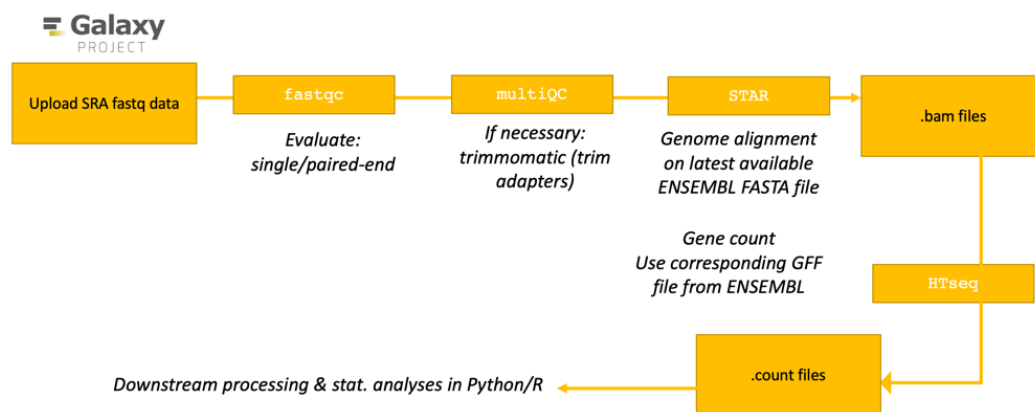 Galaxy
PROJECT
Upload SRA fastq data
fastqc
multiQC
STAR
.bam files
Evaluate:
single/paired-end
If necessary:
trimmomatic (trim
adapters)
Genome alignment
on latest available
ENSEMBL FASTA file
Gene count
Use corresponding GFF
file from ENSEMBL
HTseq
.count files
Downstream processing & stat. analyses in Python/R